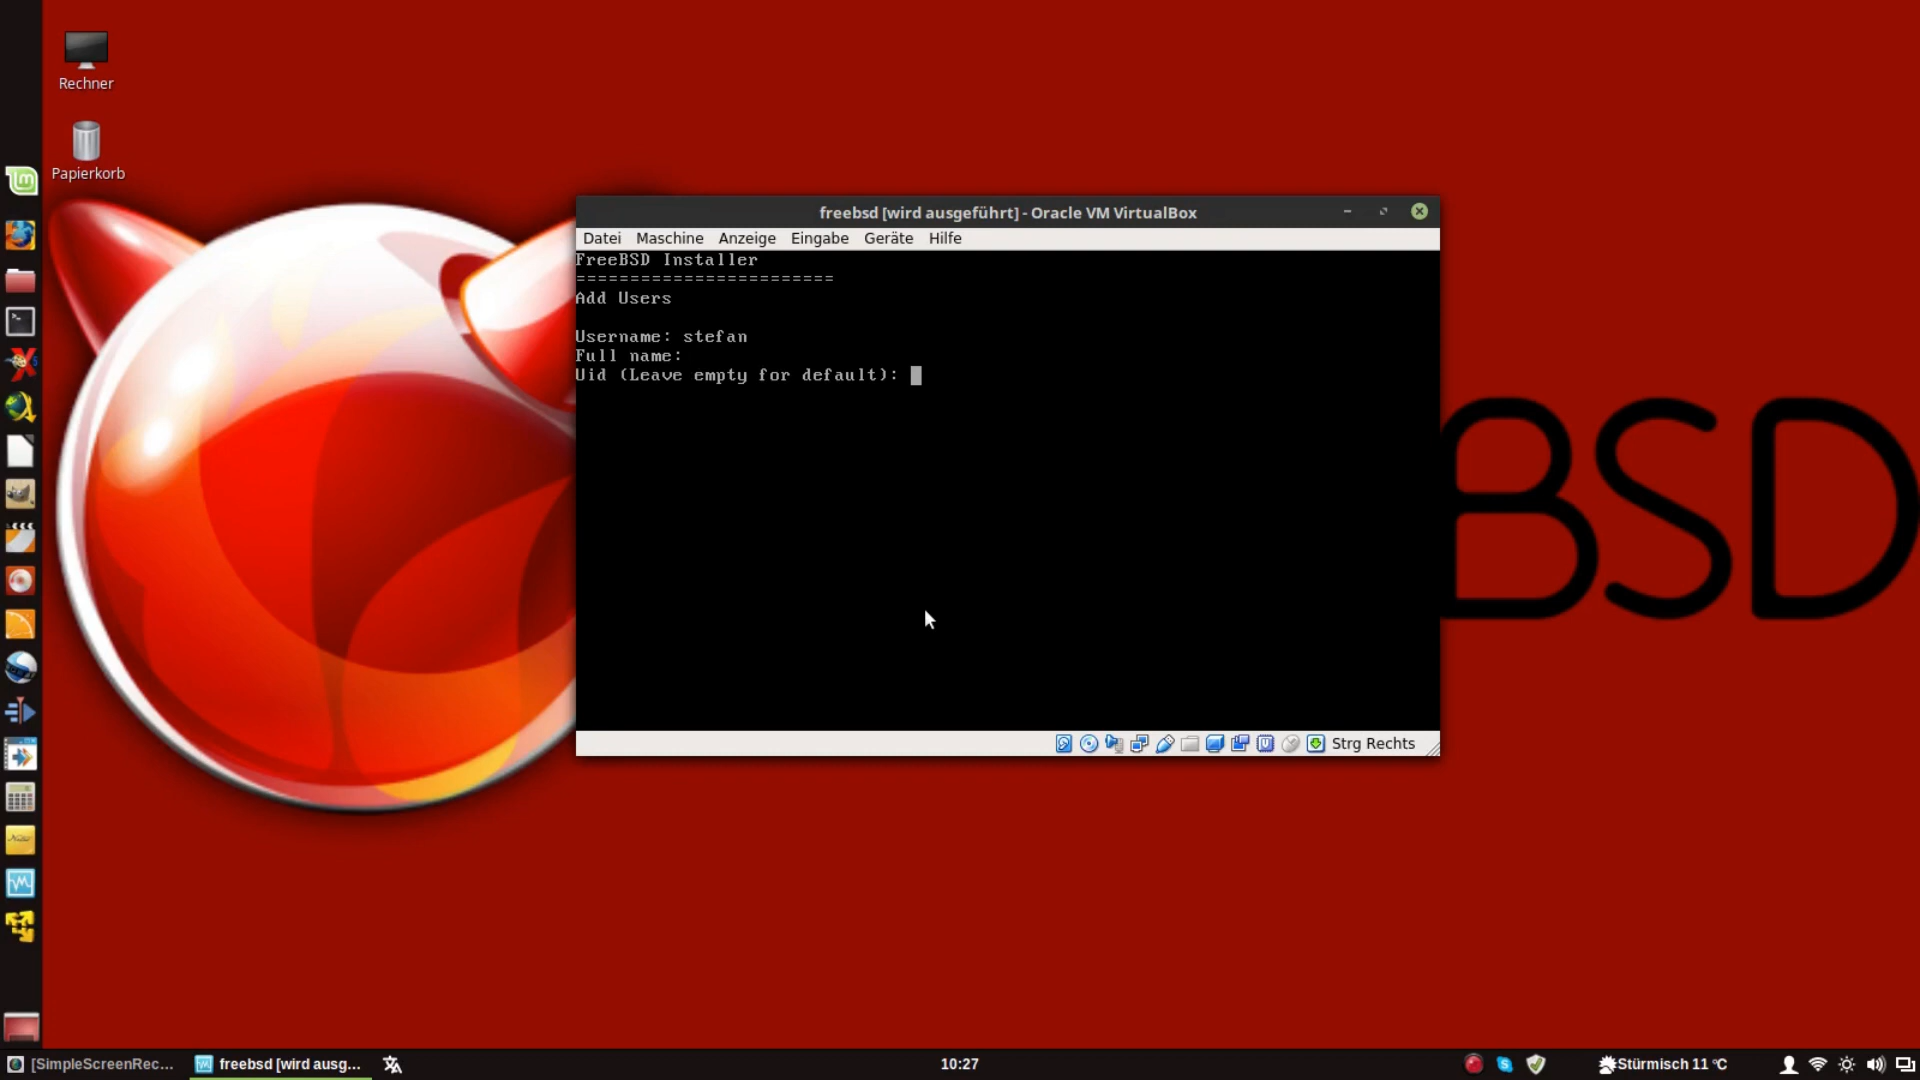 Rechner
Papierkorb
freebsd [wird ausgeführt] - Oracle VM VirtualBox
Datei Maschine Anzeige Eingabe Geräte Hilfe
FreeBSD Installer
========================
Add Users
Username: stefan
Full name:
Uid (Leave empty for default):
BSD
Strg Rechts
[SimpleScreenRec... freebsd [wird ausg... 10:27 Stürmisch 11 °C